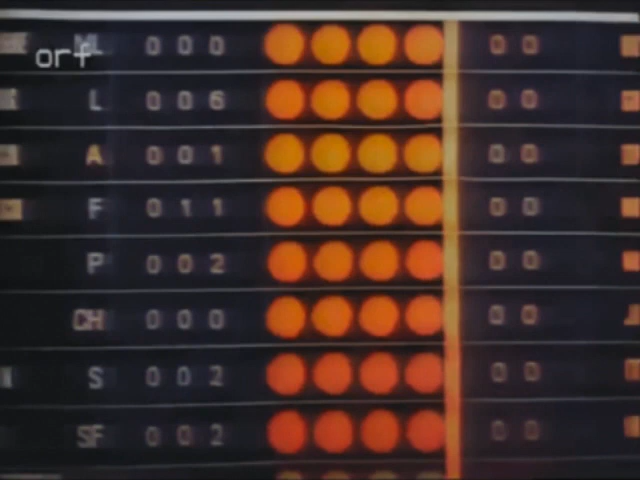 orf
NL 0 0 0 0 0
L 0 0 6 0 0
A 0 0 1 0 0
F 0 1 1 0 0
P 0 0 2 0 0
CH 0 0 0 0 0
S 0 0 2 0 0
SF 0 0 2 0 0